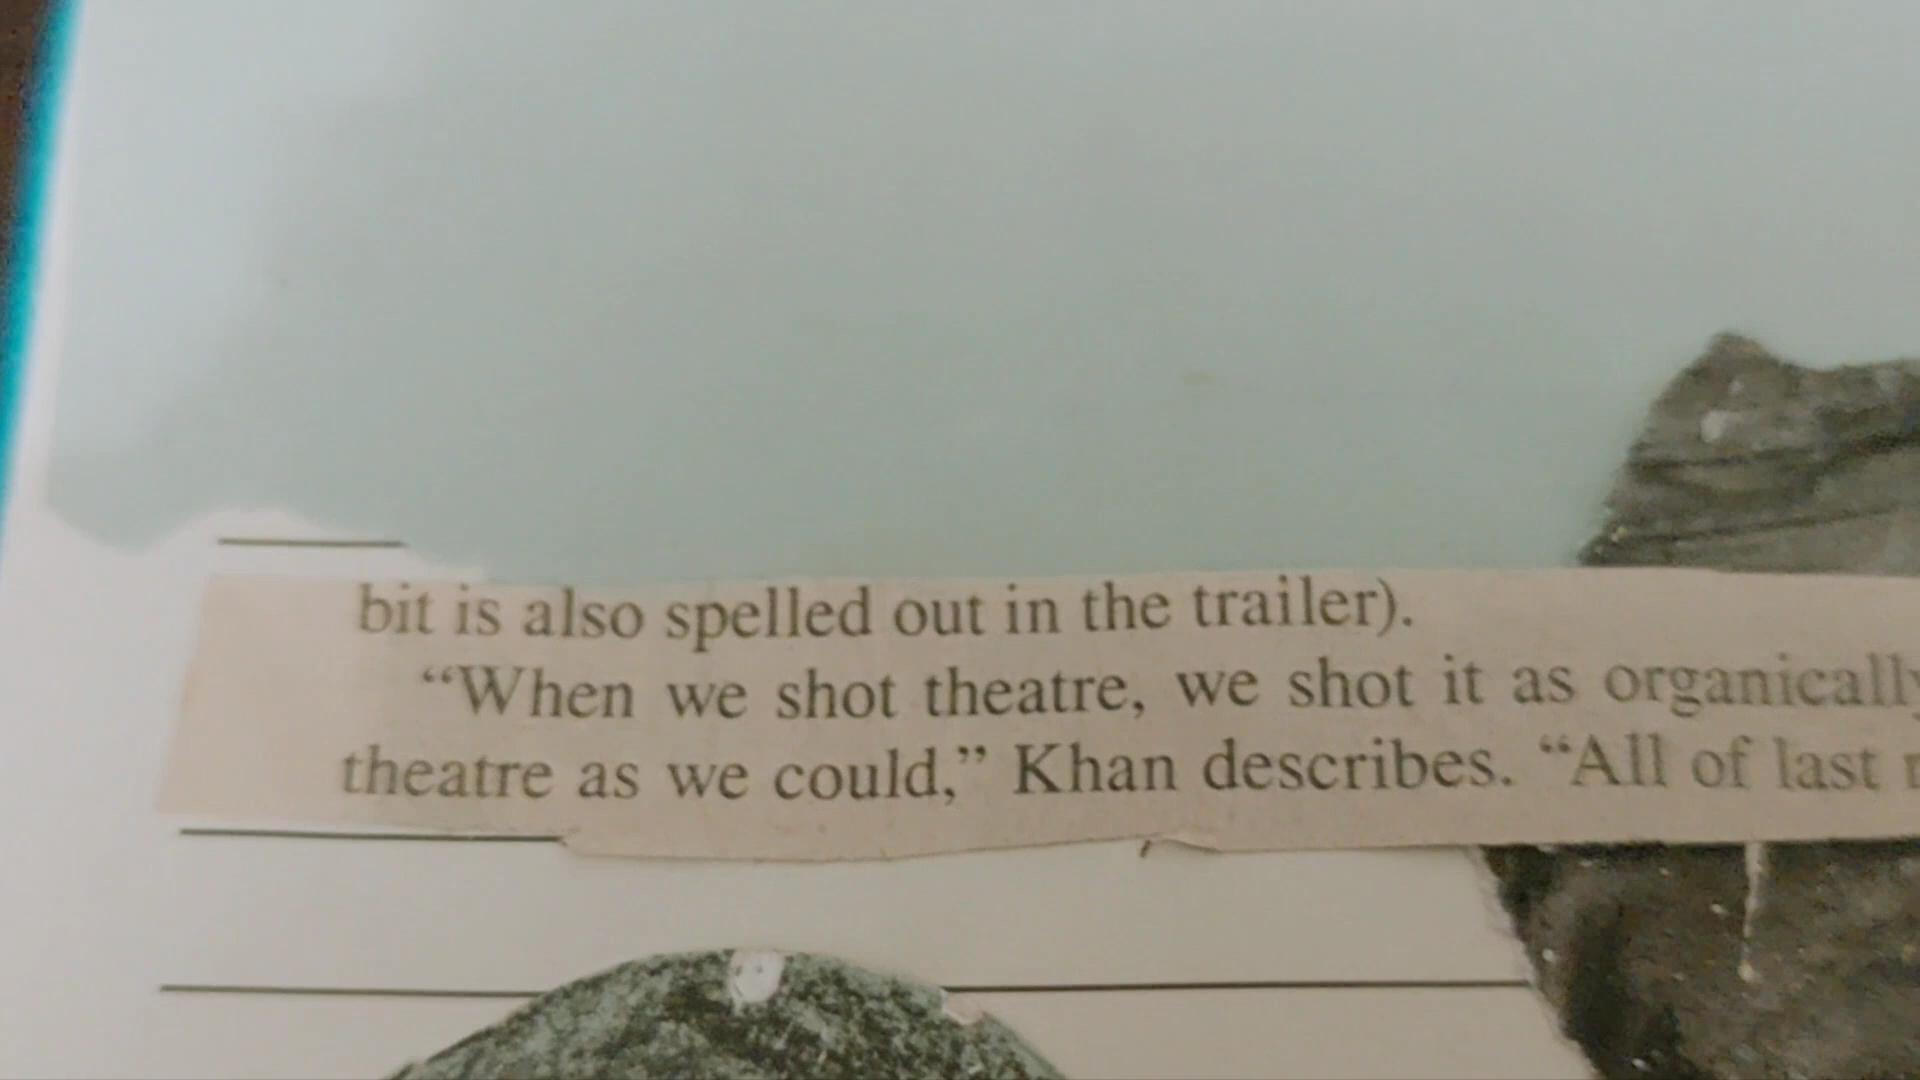 bit is also spelled out in the trailer).
“When we shot theatre, we shot it as organically
theatre as we could,” Khan describes. “All of last